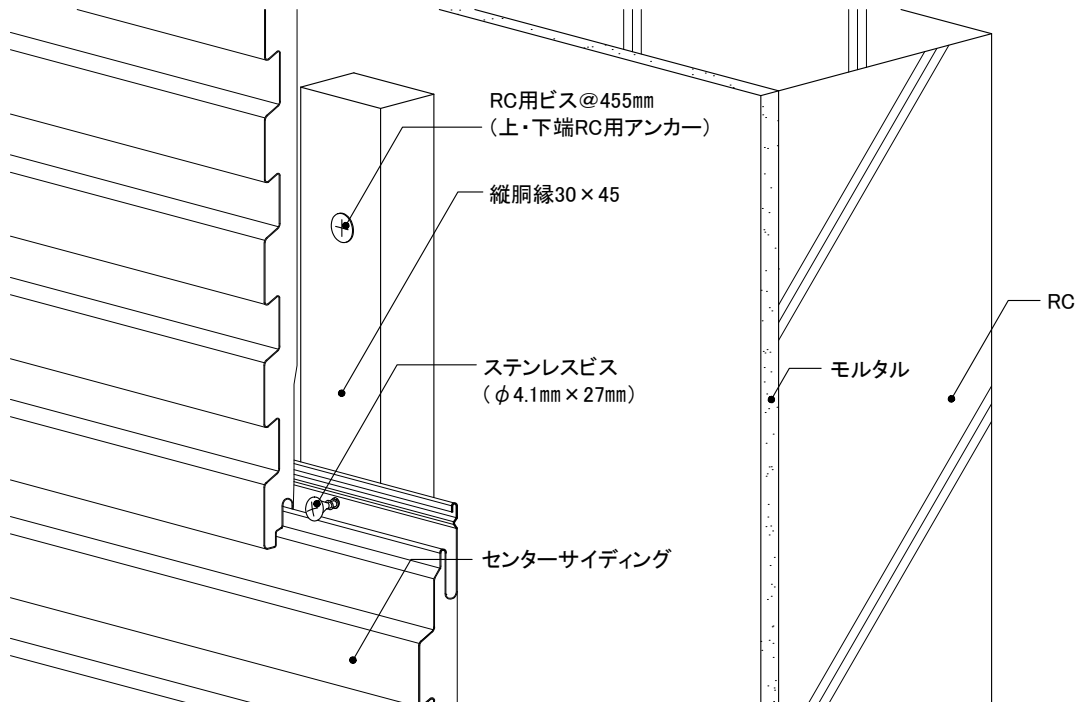 RC用ビス@455mm
（上・下端RC用アンカー）
縦胴縁30×45
RC
ステンレスビス
（φ4.1mm×27mm）
モルタル
センターサイディング